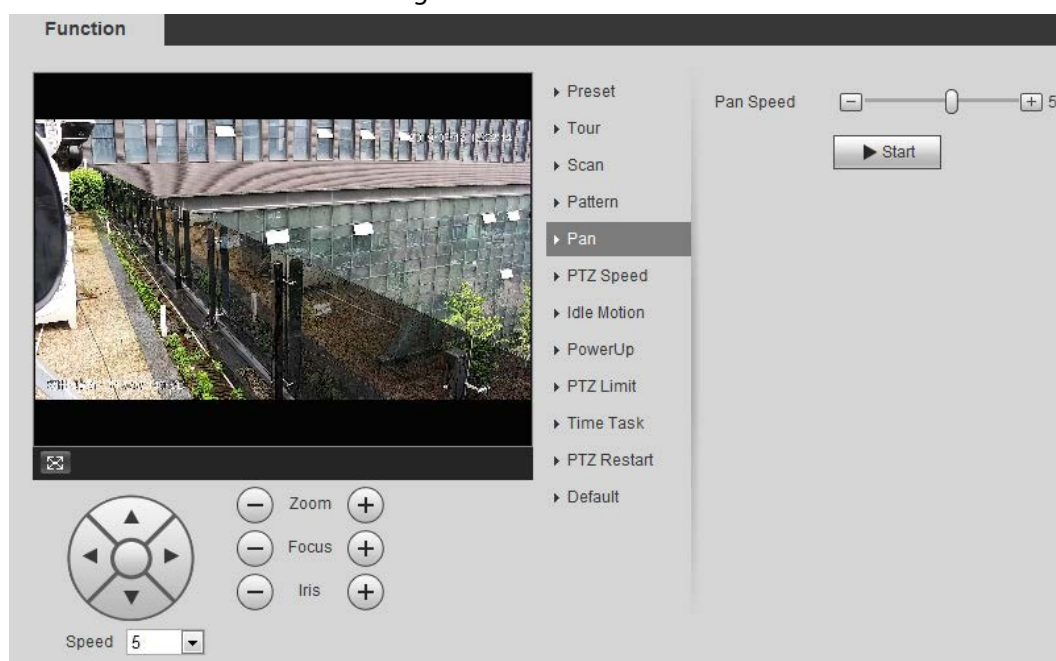 Function
Preset
Tour
Scan
Pattern
Pan
PTZ Speed
Idle Motion
PowerUp
PTZ Limit
Time Task
PTZ Restart
Default
Pan Speed
5
Start
Zoom
Focus
Iris
Speed 5